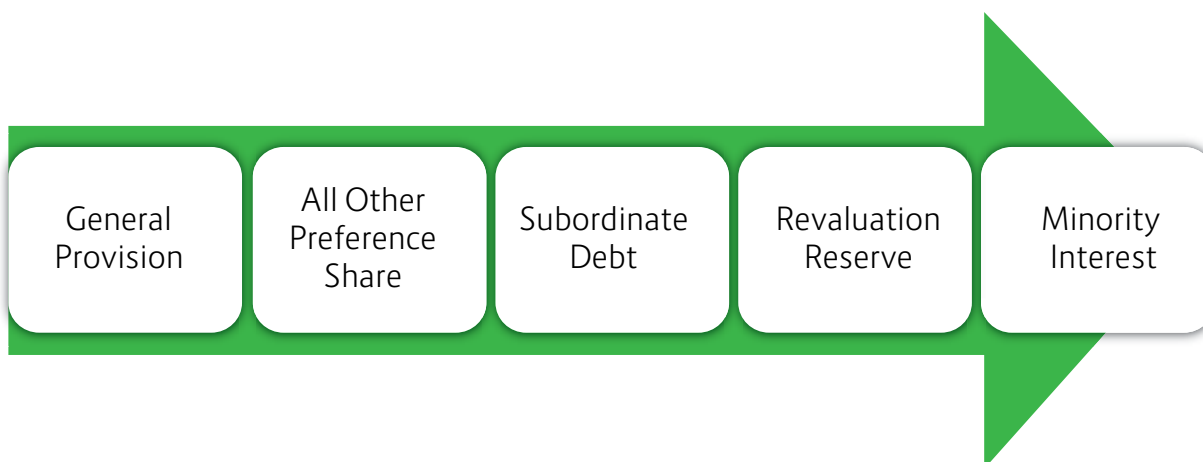 General
Provision
All Other
Preference
Share
Subordinate
Debt
Revaluation
Reserve
Minority
Interest